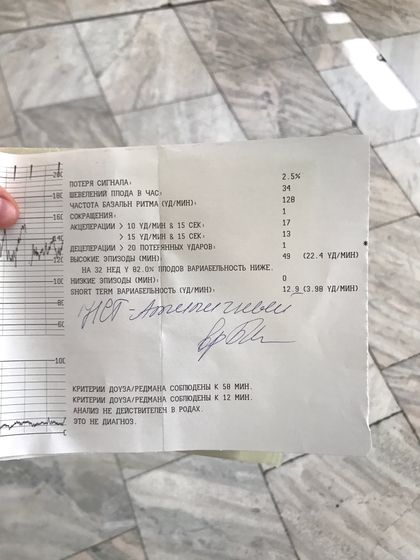 ПОТЕРЯ СИГНАЛА: 2.5%
ШЕВЕЛЕНИЙ ПЛОДА В ЧАС: 34
ЧАСТОТА БАЗАЛЬН РИТМА (УД/МИН) 128
СОКРАЩЕНИЯ: 1
АКЦЕЛЕРАЦИИ > 10 УД/МИН & 15 СЕК: 17
> 15 УД/МИН & 15 СЕК: 13
ДЕЦЕЛЕРАЦИИ > 20 ПОТЕРЯННЫХ УДАРОВ: 1
ВЫСОКИЕ ЭПИЗОДЫ (МИН) 49 (22.4 УД/МИН)
НА 32 НЕД У 82.0% ПЛОДОВ ВАРИАБЕЛЬНОСТЬ НИЖЕ.
НИЗКИЕ ЭПИЗОДЫ (МИН) 0
SHORT TERM ВАРИАБЕЛЬНОСТЬ (УД/МИН): 12.9 (3.98 УД/МИН)
НСТ-Атипичный
КРИТЕРИИ ДОУЗА/РЕДМАНА СОБЛЮДЕНЫ К 50 МИН.
КРИТЕРИИ ДОУЗА/РЕДМАНА СОБЛЮДЕНЫ К 12 МИН.
АНАЛИЗ НЕ ДЕЙСТВИТЕЛЕН В РОДАХ.
ЭТО НЕ ДИАГНОЗ.